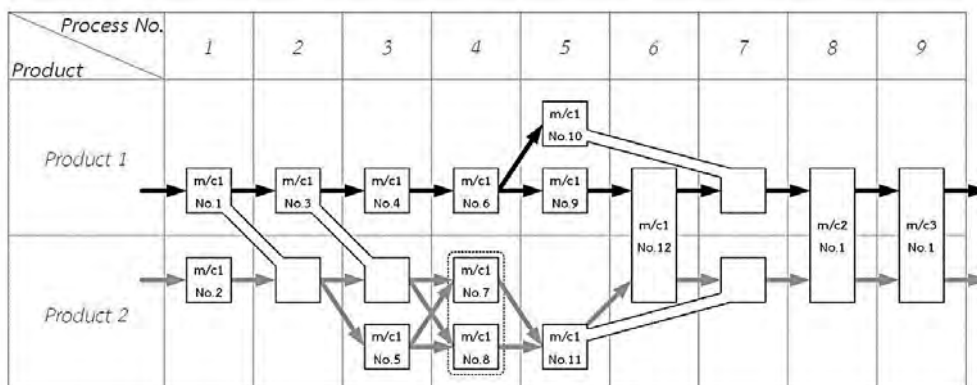 Process No.
Product
1 2 3 4 5 6 7 8 9
m/c1
No.10
Product 1
m/c1
No.1
m/c1
No.3
m/c1
No.4
m/c1
No.6
m/c1
No.9
m/c1
No.12
m/c2
No.1
m/c3
No.1
Product 2
m/c1
No.2
m/c1
No.7
m/c1
No.5
m/c1
No.8
m/c1
No.11